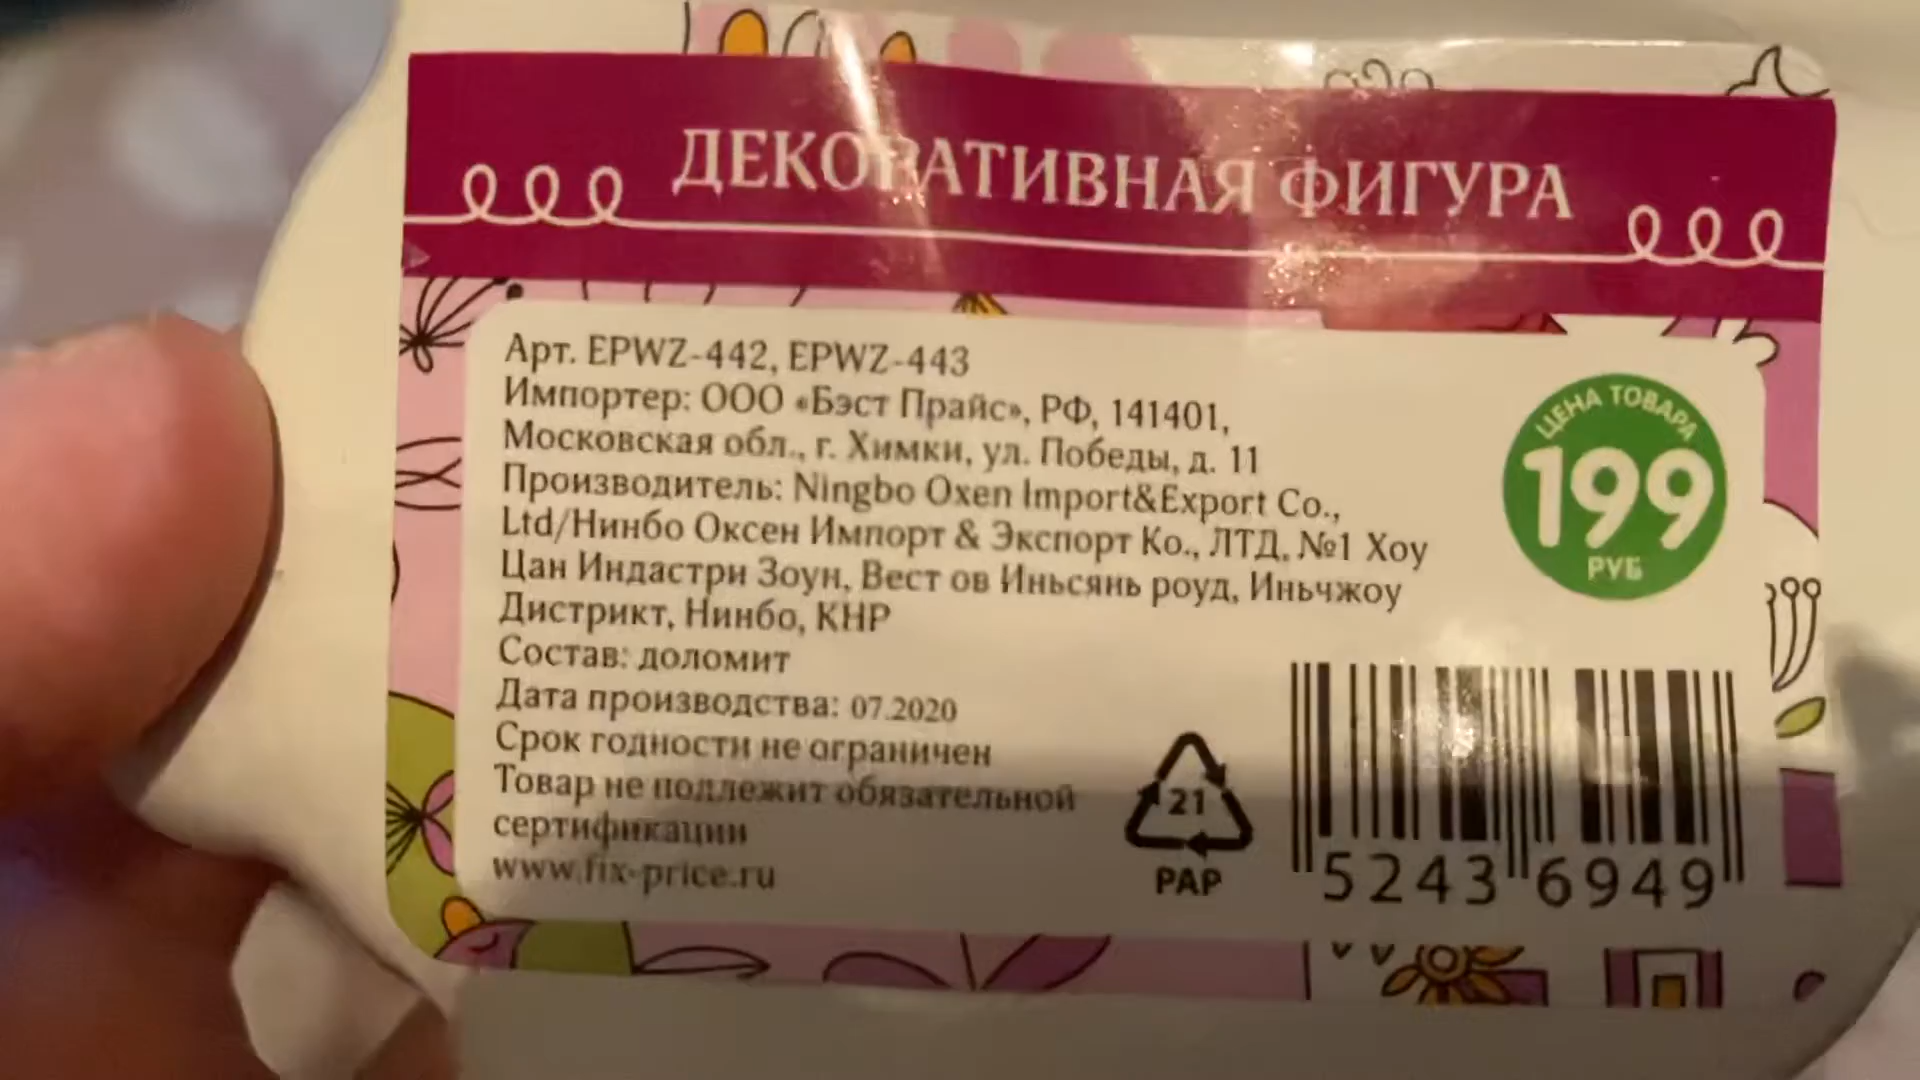 ДЕКОРАТИВНАЯ ФИГУРА
Арт. EPWZ-442, EPWZ-443
Импортер: ООО «Бэст Прайс», РФ, 141401,
Московская обл., г. Химки, ул. Победы, д. 11
Производитель: Ningbo Oxen Import&Export Co.,
Ltd/Нинбо Оксен Импорт & Экспорт Ко., ЛТД, №1 Хоу
Цан Индастри Зоун, Вест ов Иньсянь роуд, Иньчжоу
Дистрикт, Нинбо, КНР
Состав: доломит
Дата производства: 07.2020
Срок годности не ограничен
Товар не подлежит обязательной
сертификации
www.fix-price.ru
ЦЕНА ТОВАРА
199
РУБ
21
PAP
5243 6949